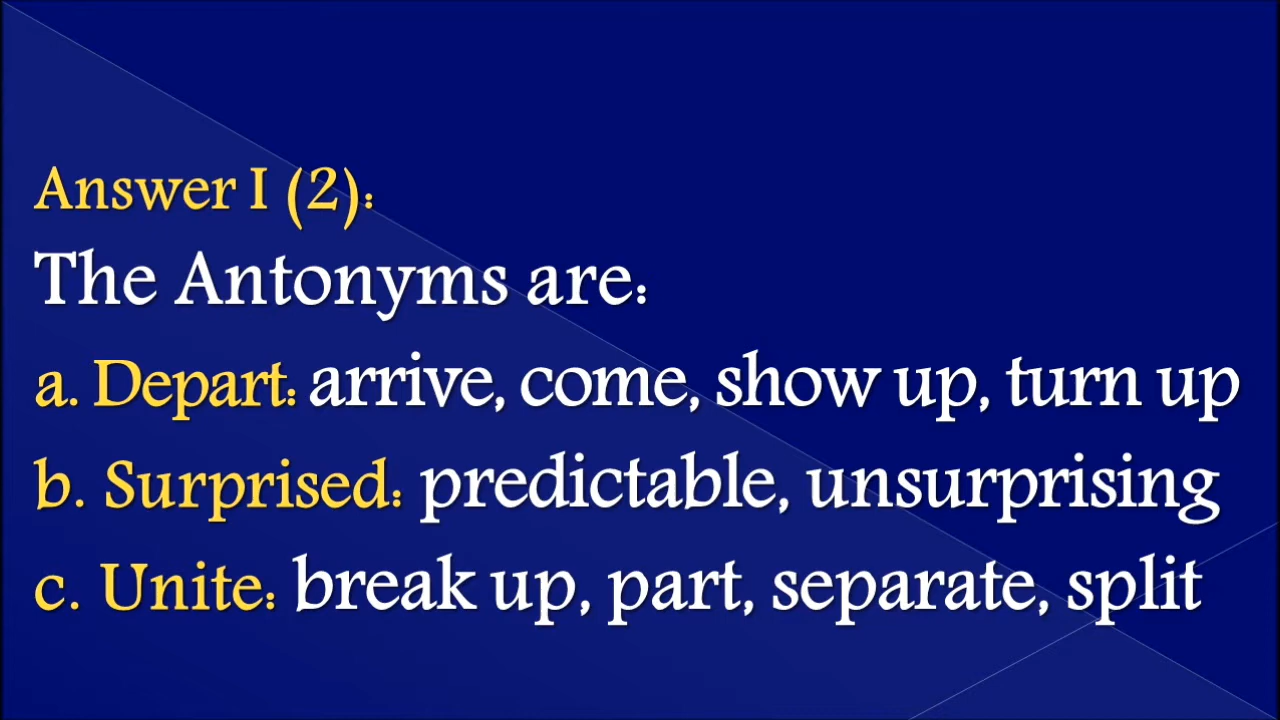 Answer I (2):
The Antonyms are:
a. Depart: arrive, come, show up, turn up
b. Surprised: predictable, unsurprising
c. Unite: break up, part, separate, split